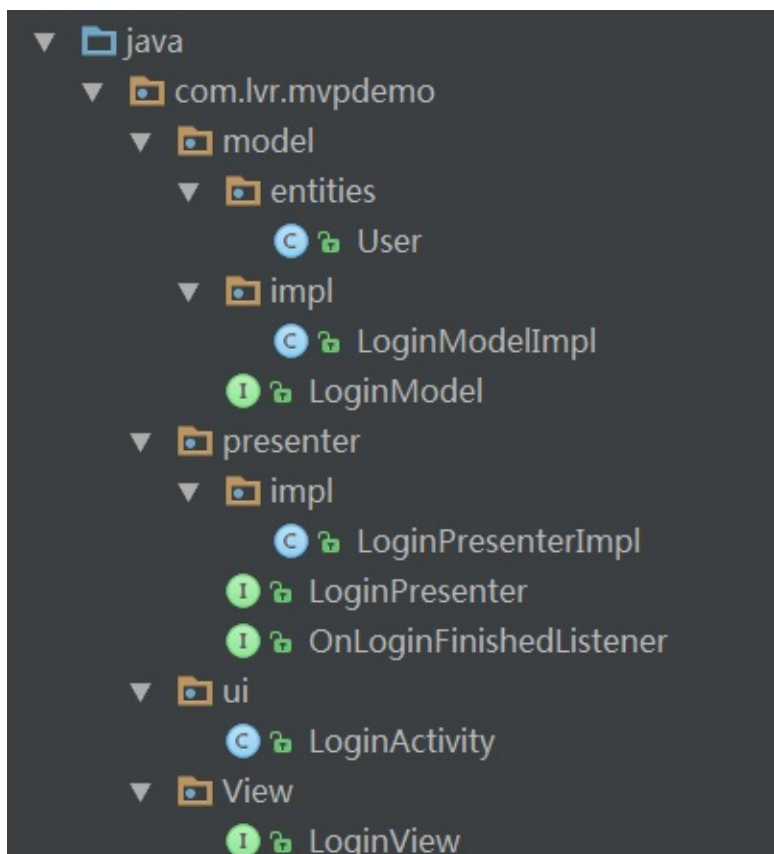 java
com.lvr.mvpdemo
model
entities
C User
impl
C LoginModelImpl
I LoginModel
presenter
impl
C LoginPresenterImpl
I LoginPresenter
I OnLoginFinishedListener
ui
C LoginActivity
View
I LoginView